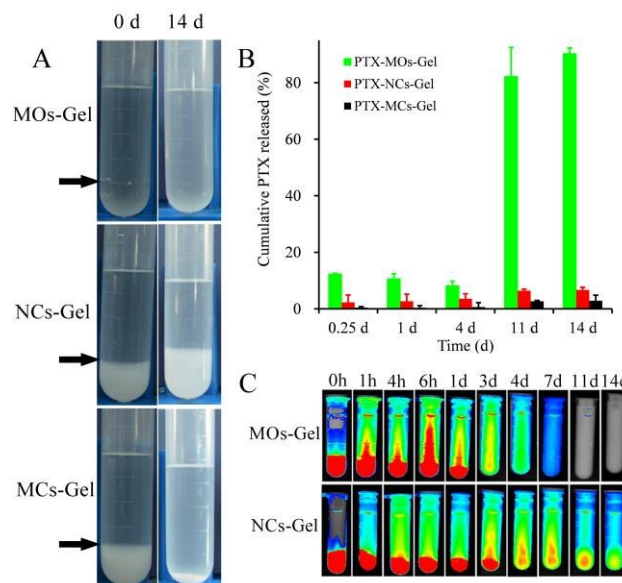 0 d 14 d
A
MOs-Gel
NCs-Gel
MCs-Gel
B
PTX-MOs-Gel
PTX-NCs-Gel
PTX-MCs-Gel
Cumulative PTX released (%)
80
60
40
20
0
0.25 d 1 d 4 d 11 d 14 d
Time (d)
C
0h 1h 4h 6h 1d 3d 4d 7d 11d 14d
MOs-Gel
NCs-Gel